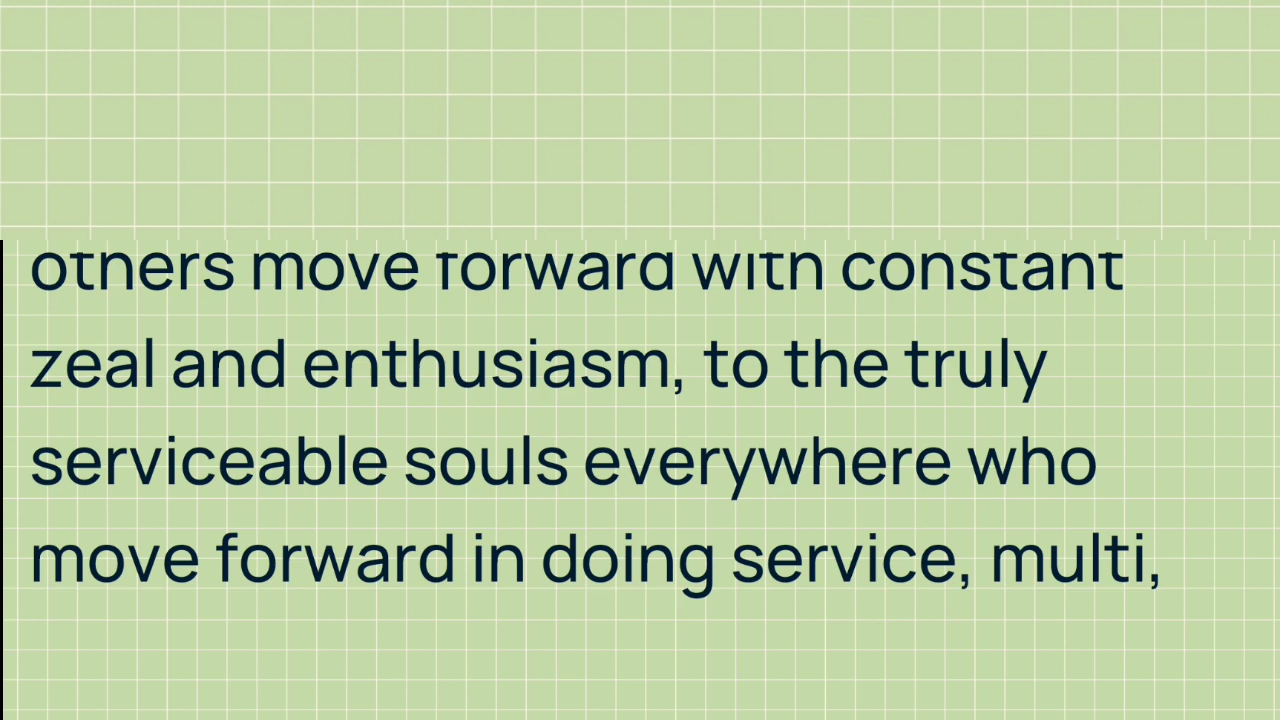 others move forward with constant
zeal and enthusiasm, to the truly
serviceable souls everywhere who
move forward in doing service, multi,